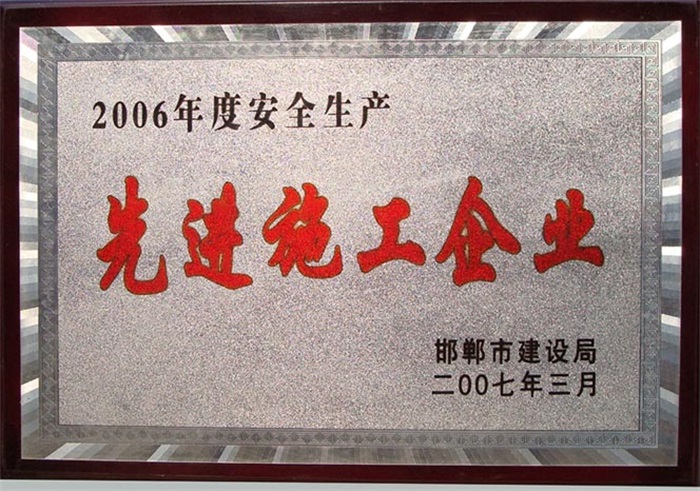 2006年度安全生产
先进施工企业
邯郸市建设局
二00七年三月